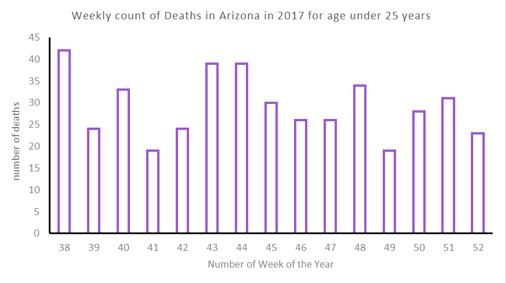 Weekly count of Deaths in Arizona in 2017 for age under 25 years
45
40
35
30
25
20
15
10
5
0
number of deaths
38 39 40 41 42 43 44 45 46 47 48 49 50 51 52
Number of Week of the Year